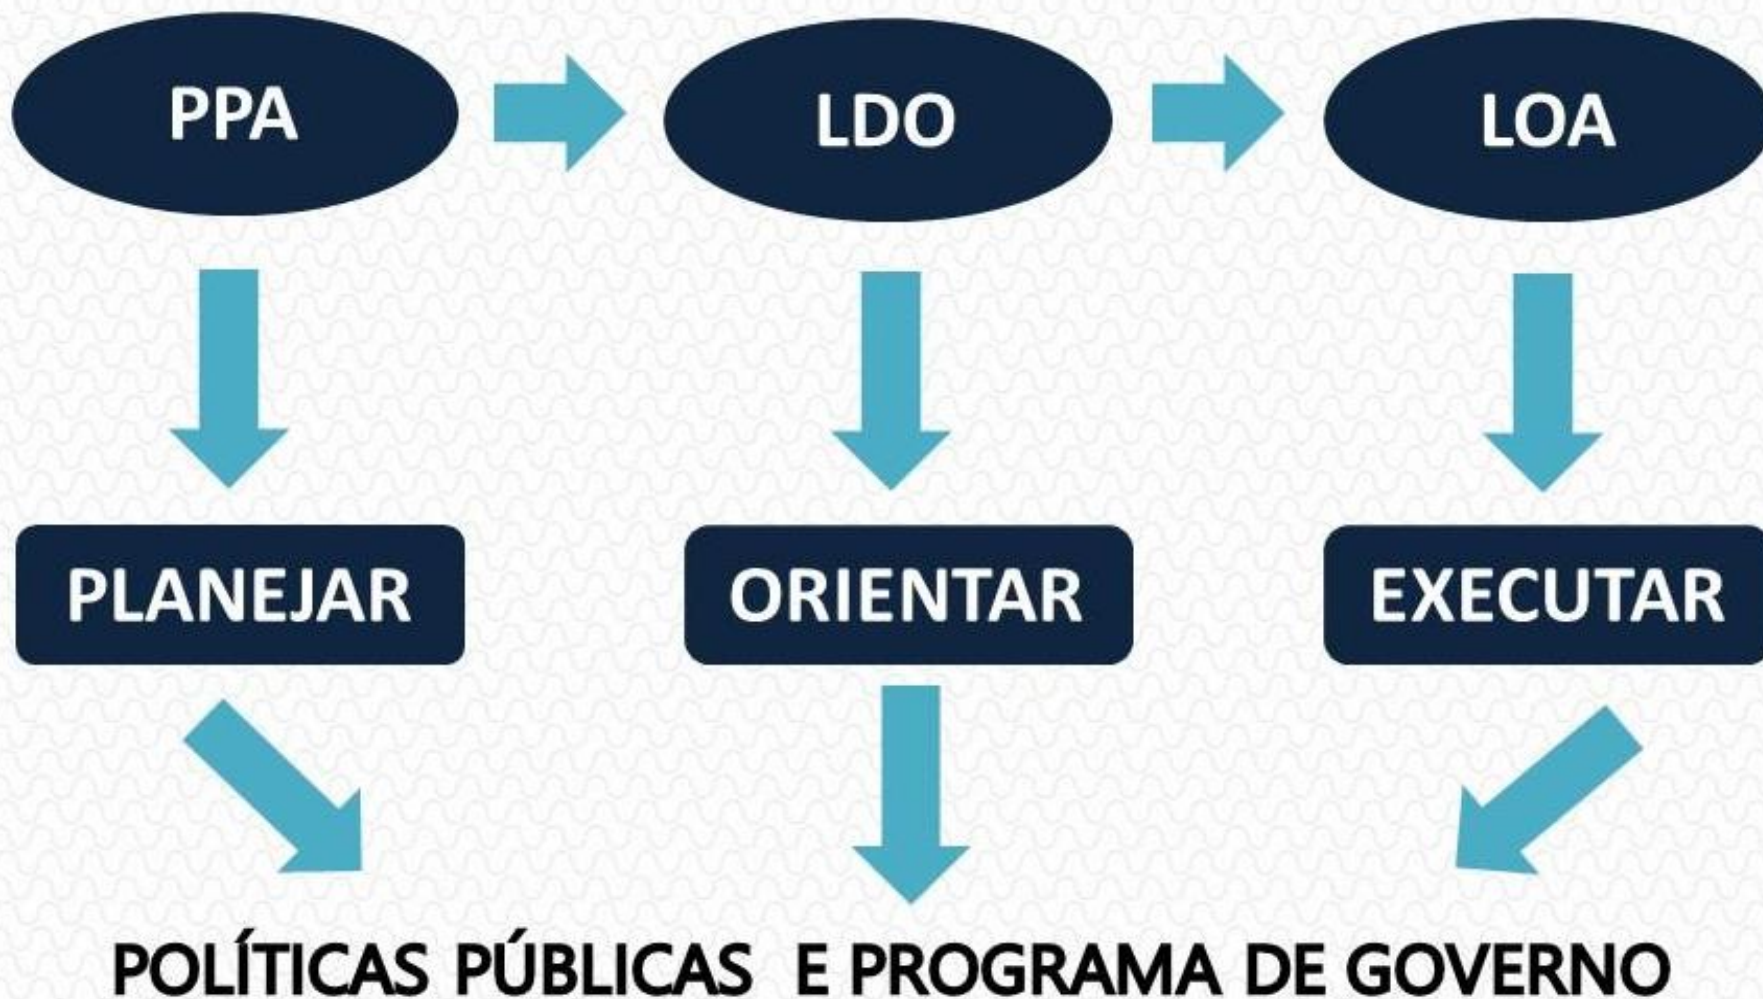 PPA
LDO
LOA
PLANEJAR
ORIENTAR
EXECUTAR
POLÍTICAS PÚBLICAS E PROGRAMA DE GOVERNO